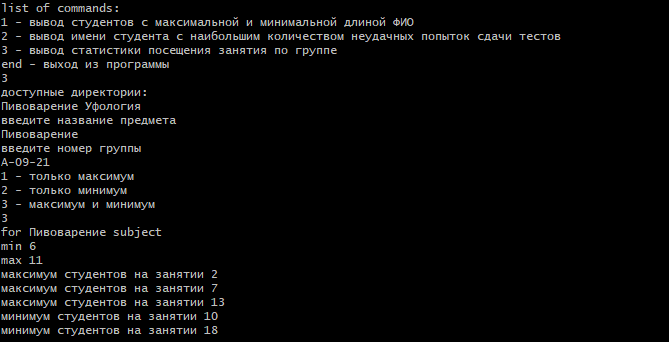 list of commands:
1 - вывод студентов с максимальной и минимальной длиной ФИО
2 - вывод имени студента с наибольшим количеством неудачных попыток сдачи тестов
3 - вывод статистики посещения занятия по группе
end - выход из программы
3
доступные директории:
Пивоварение Уфология
введите название предмета
Пивоварение
введите номер группы
А-09-21
1 - только максимум
2 - только минимум
3 - максимум и минимум
3
for Пивоварение subject
min 6
max 11
максимум студентов на занятии 2
максимум студентов на занятии 7
максимум студентов на занятии 13
минимум студентов на занятии 10
минимум студентов на занятии 18